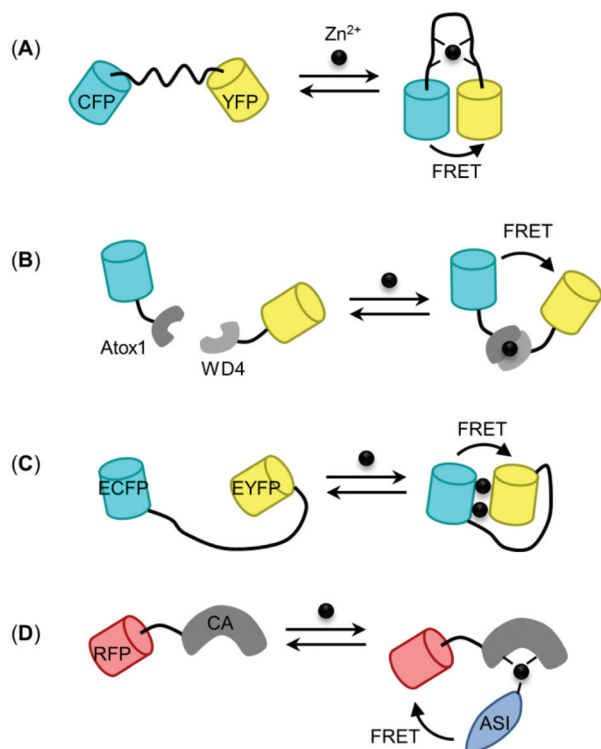 (A)
Zn2+
CFP
YFP
FRET
(B)
FRET
Atox1
WD4
(C)
FRET
ECFP
EYFP
(D)
CA
RFP
ASI
FRET